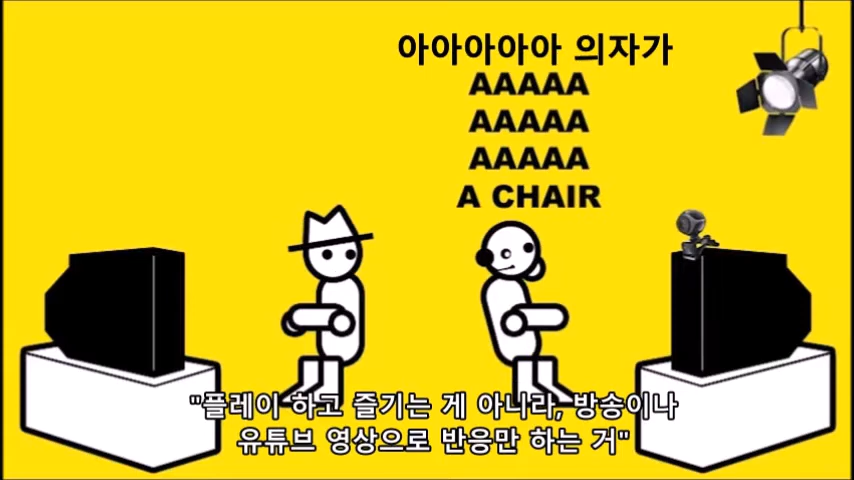 아아아아아 의자가
AAAAA
AAAAA
AAAAA
A CHAIR
"플레이 하고 즐기는 게 아니라, 방송이나
유튜브 영상으로 반응만 하는 거"